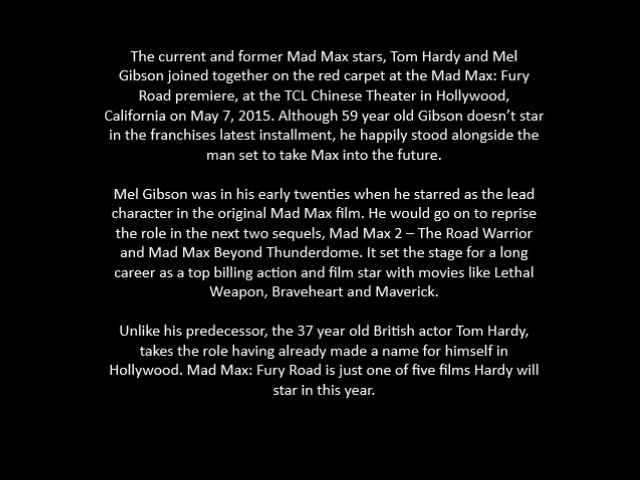 The current and former Mad Max stars, Tom Hardy and Mel
Gibson joined together on the red carpet at the Mad Max: Fury
Road premiere, at the TCL Chinese Theater in Hollywood,
California on May 7, 2015. Although 59 year old Gibson doesn't star
in the franchises latest installment, he happily stood alongside the
man set to take Max into the future.
Mel Gibson was in his early twenties when he starred as the lead
character in the original Mad Max film. He would go on to reprise
the role in the next two sequels, Mad Max 2 – The Road Warrior
and Mad Max Beyond Thunderdome. It set the stage for a long
career as a top billing action and film star with movies like Lethal
Weapon, Braveheart and Maverick.
Unlike his predecessor, the 37 year old British actor Tom Hardy,
takes the role having already made a name for himself in
Hollywood. Mad Max: Fury Road is just one of five films Hardy will
star in this year.